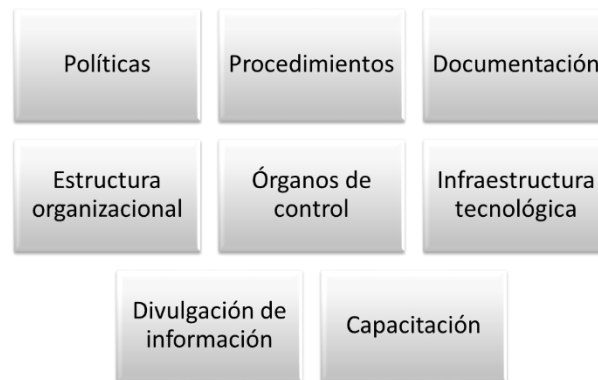 Políticas
Procedimientos
Documentación
Estructura
organizacional
Órganos de
control
Infraestructura
tecnológica
Divulgación de
información
Capacitación